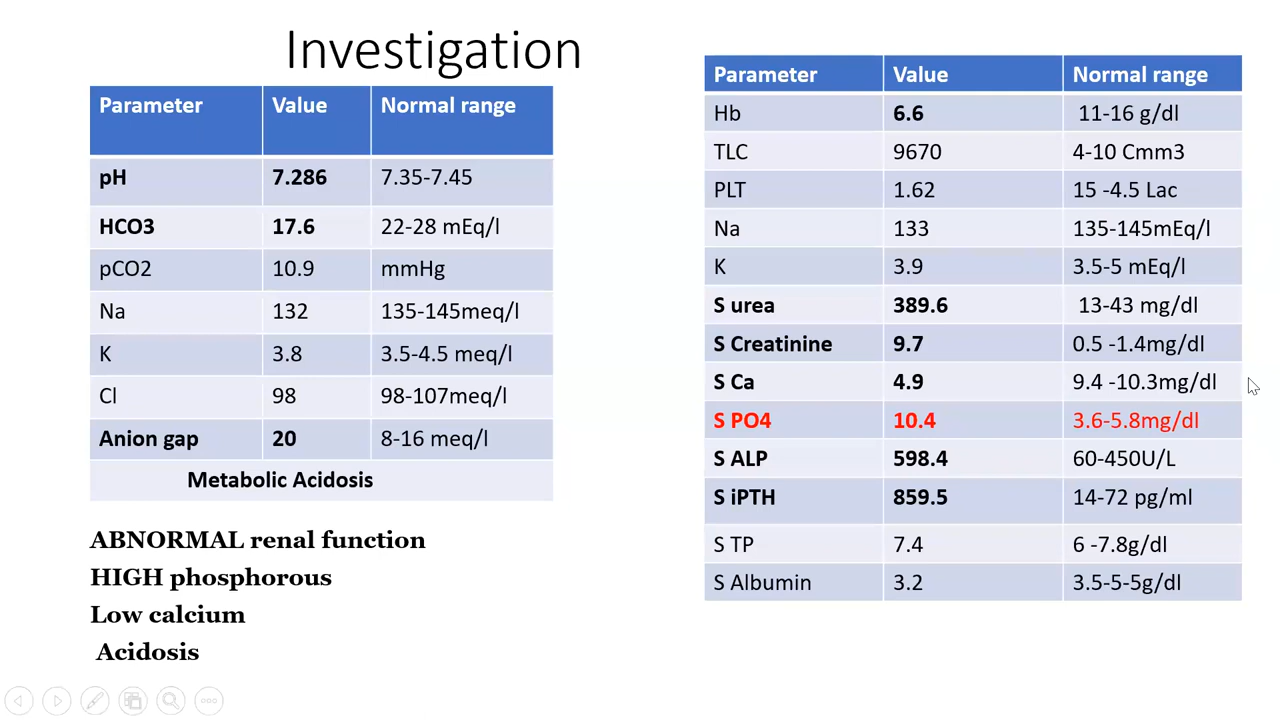 Investigation
Parameter Value Normal range
pH 7.286 7.35-7.45
HCO3 17.6 22-28 mEq/l
pCO2 10.9 mmHg
Na 132 135-145meq/l
K 3.8 3.5-4.5 meq/l
Cl 98 98-107meq/l
Anion gap 20 8-16 meq/l
Metabolic Acidosis
ABNORMAL renal function
HIGH phosphorous
Low calcium
Acidosis
Parameter Value Normal range
Hb 6.6 11-16 g/dl
TLC 9670 4-10 Cmm3
PLT 1.62 15 -4.5 Lac
Na 133 135-145mEq/l
K 3.9 3.5-5 mEq/l
S urea 389.6 13-43 mg/dl
S Creatinine 9.7 0.5 -1.4mg/dl
S Ca 4.9 9.4 -10.3mg/dl
S PO4 10.4 3.6-5.8mg/dl
S ALP 598.4 60-450U/L
S iPTH 859.5 14-72 pg/ml
S TP 7.4 6 -7.8g/dl
S Albumin 3.2 3.5-5-5g/dl